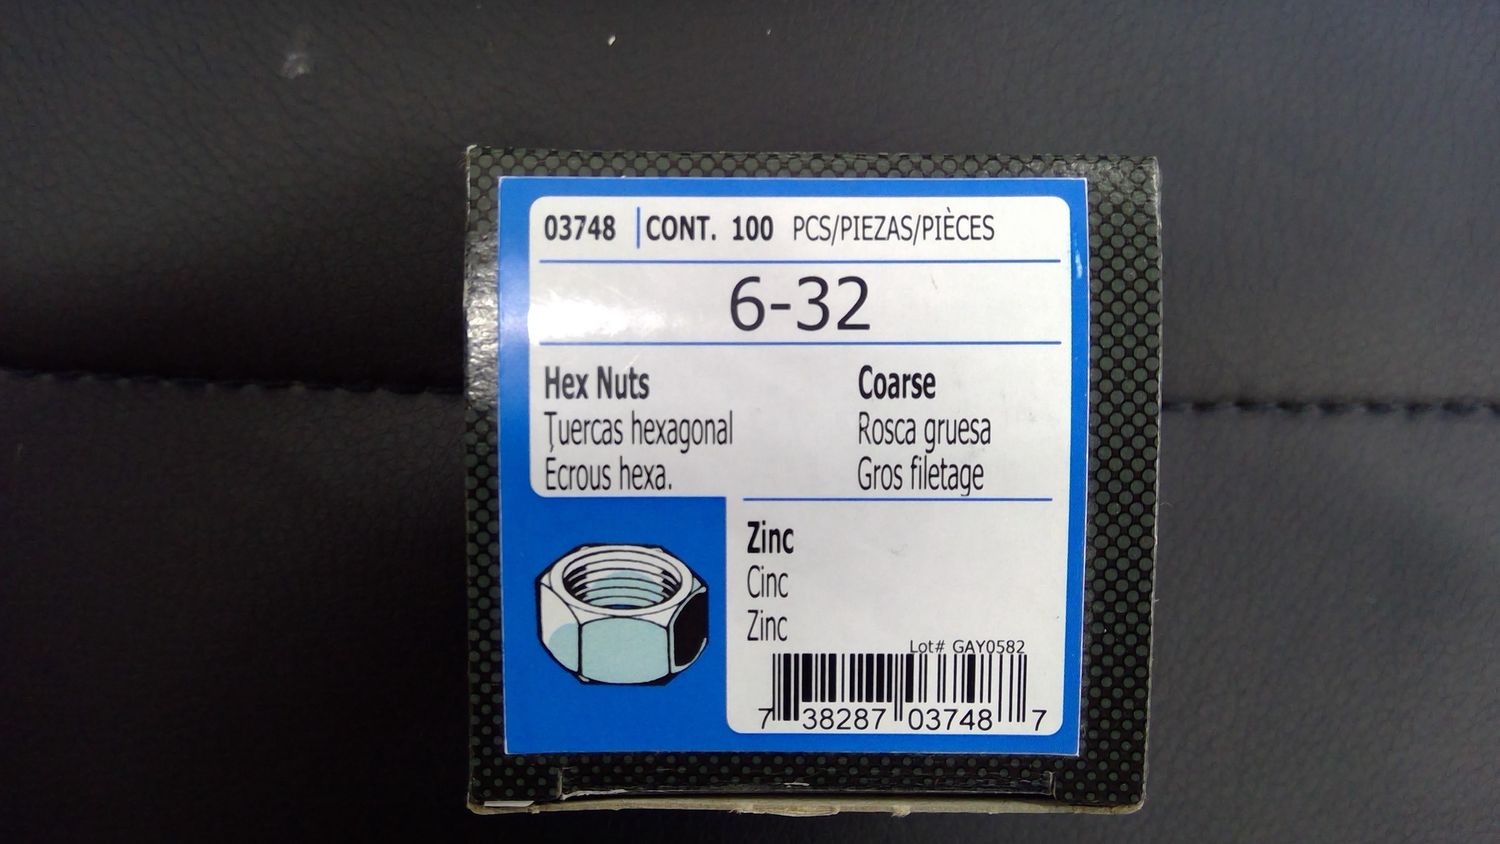 03748 CONT. 100 PCS/PIEZAS/PIÈCES
6-32
Hex Nuts
Tuercas hexagonal
Ecrous hexa.
Coarse
Rosca gruesa
Gros filetage
Zinc
Cinc
Zinc
Lot# GAY0582
7 38287 03748 7